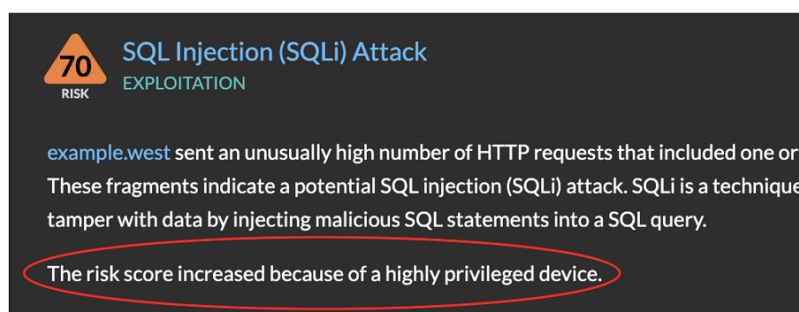 70
RISK
SQL Injection (SQLi) Attack
EXPLOITATION
example.west sent an unusually high number of HTTP requests that included one or
These fragments indicate a potential SQL injection (SQLi) attack. SQLi is a technique
tamper with data by injecting malicious SQL statements into a SQL query.
The risk score increased because of a highly privileged device.